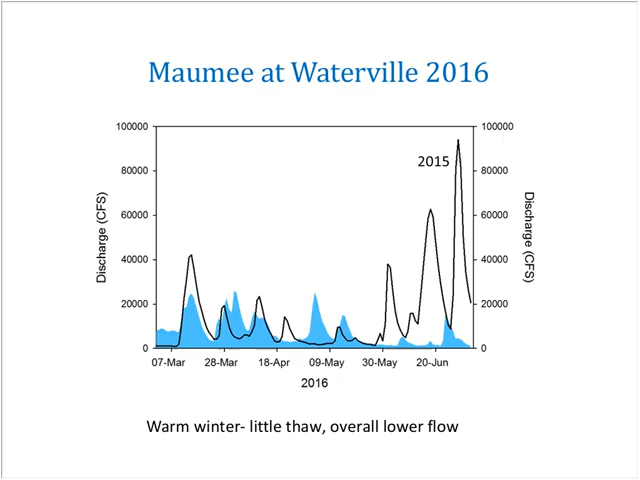 Maumee at Waterville 2016
100000
80000
60000
40000
20000
0
Discharge (CFS)
2015
100000
80000
60000
40000
20000
0
Discharge (CFS)
07-Mar 28-Mar 18-Apr 09-May 30-May 20-Jun
2016
Warm winter- little thaw, overall lower flow